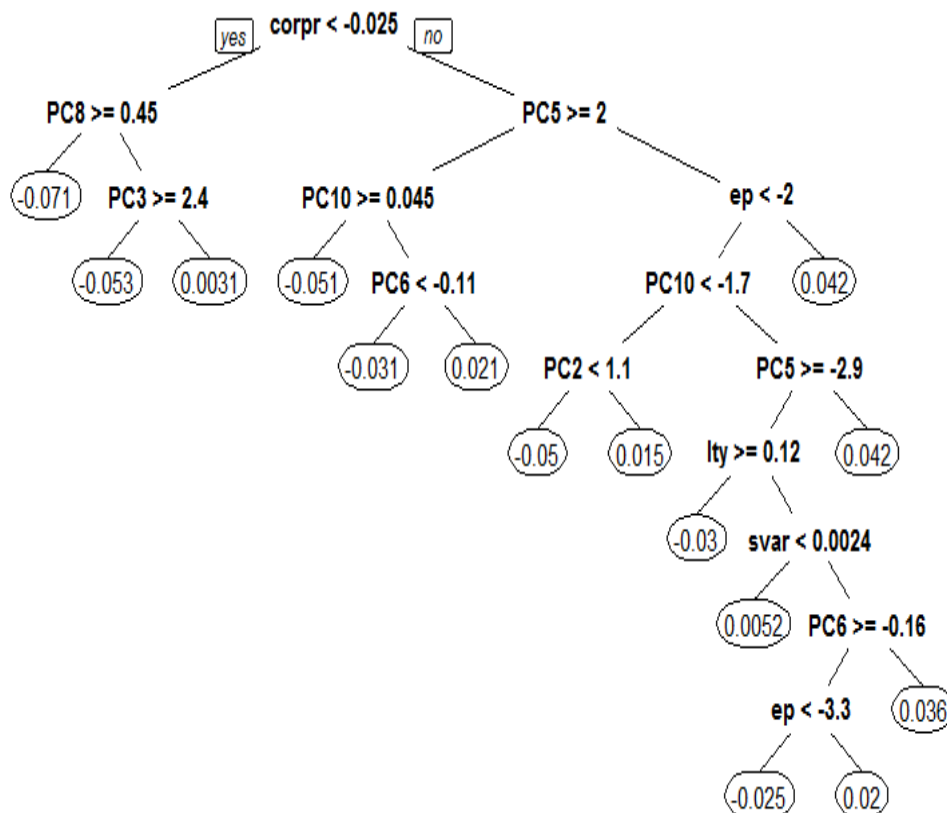 corpr < -0.025
yes
no
PC8 >= 0.45
PC5 >= 2
-0.071
PC3 >= 2.4
PC10 >= 0.045
ep < -2
-0.053
0.0031
-0.051
PC6 < -0.11
PC10 < -1.7
0.042
-0.031
0.021
PC2 < 1.1
PC5 >= -2.9
-0.05
0.015
lty >= 0.12
0.042
-0.03
svar < 0.0024
0.0052
PC6 >= -0.16
ep < -3.3
0.036
-0.025
0.02